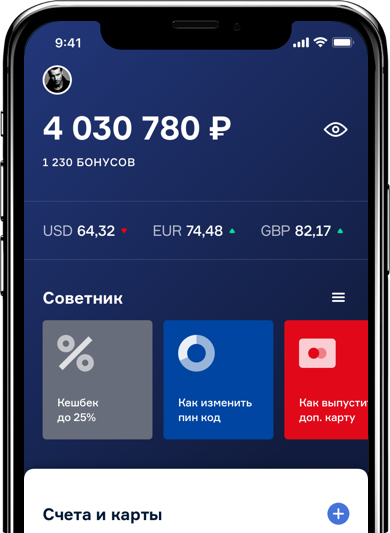 9:41
4 030 780 ₽
1 230 БОНУСОВ
USD 64,32 EUR 74,48 GBP 82,17
Советник
Кешбек
до 25%
Как изменить
пин код
Как выпусти
доп. карту
Счета и карты